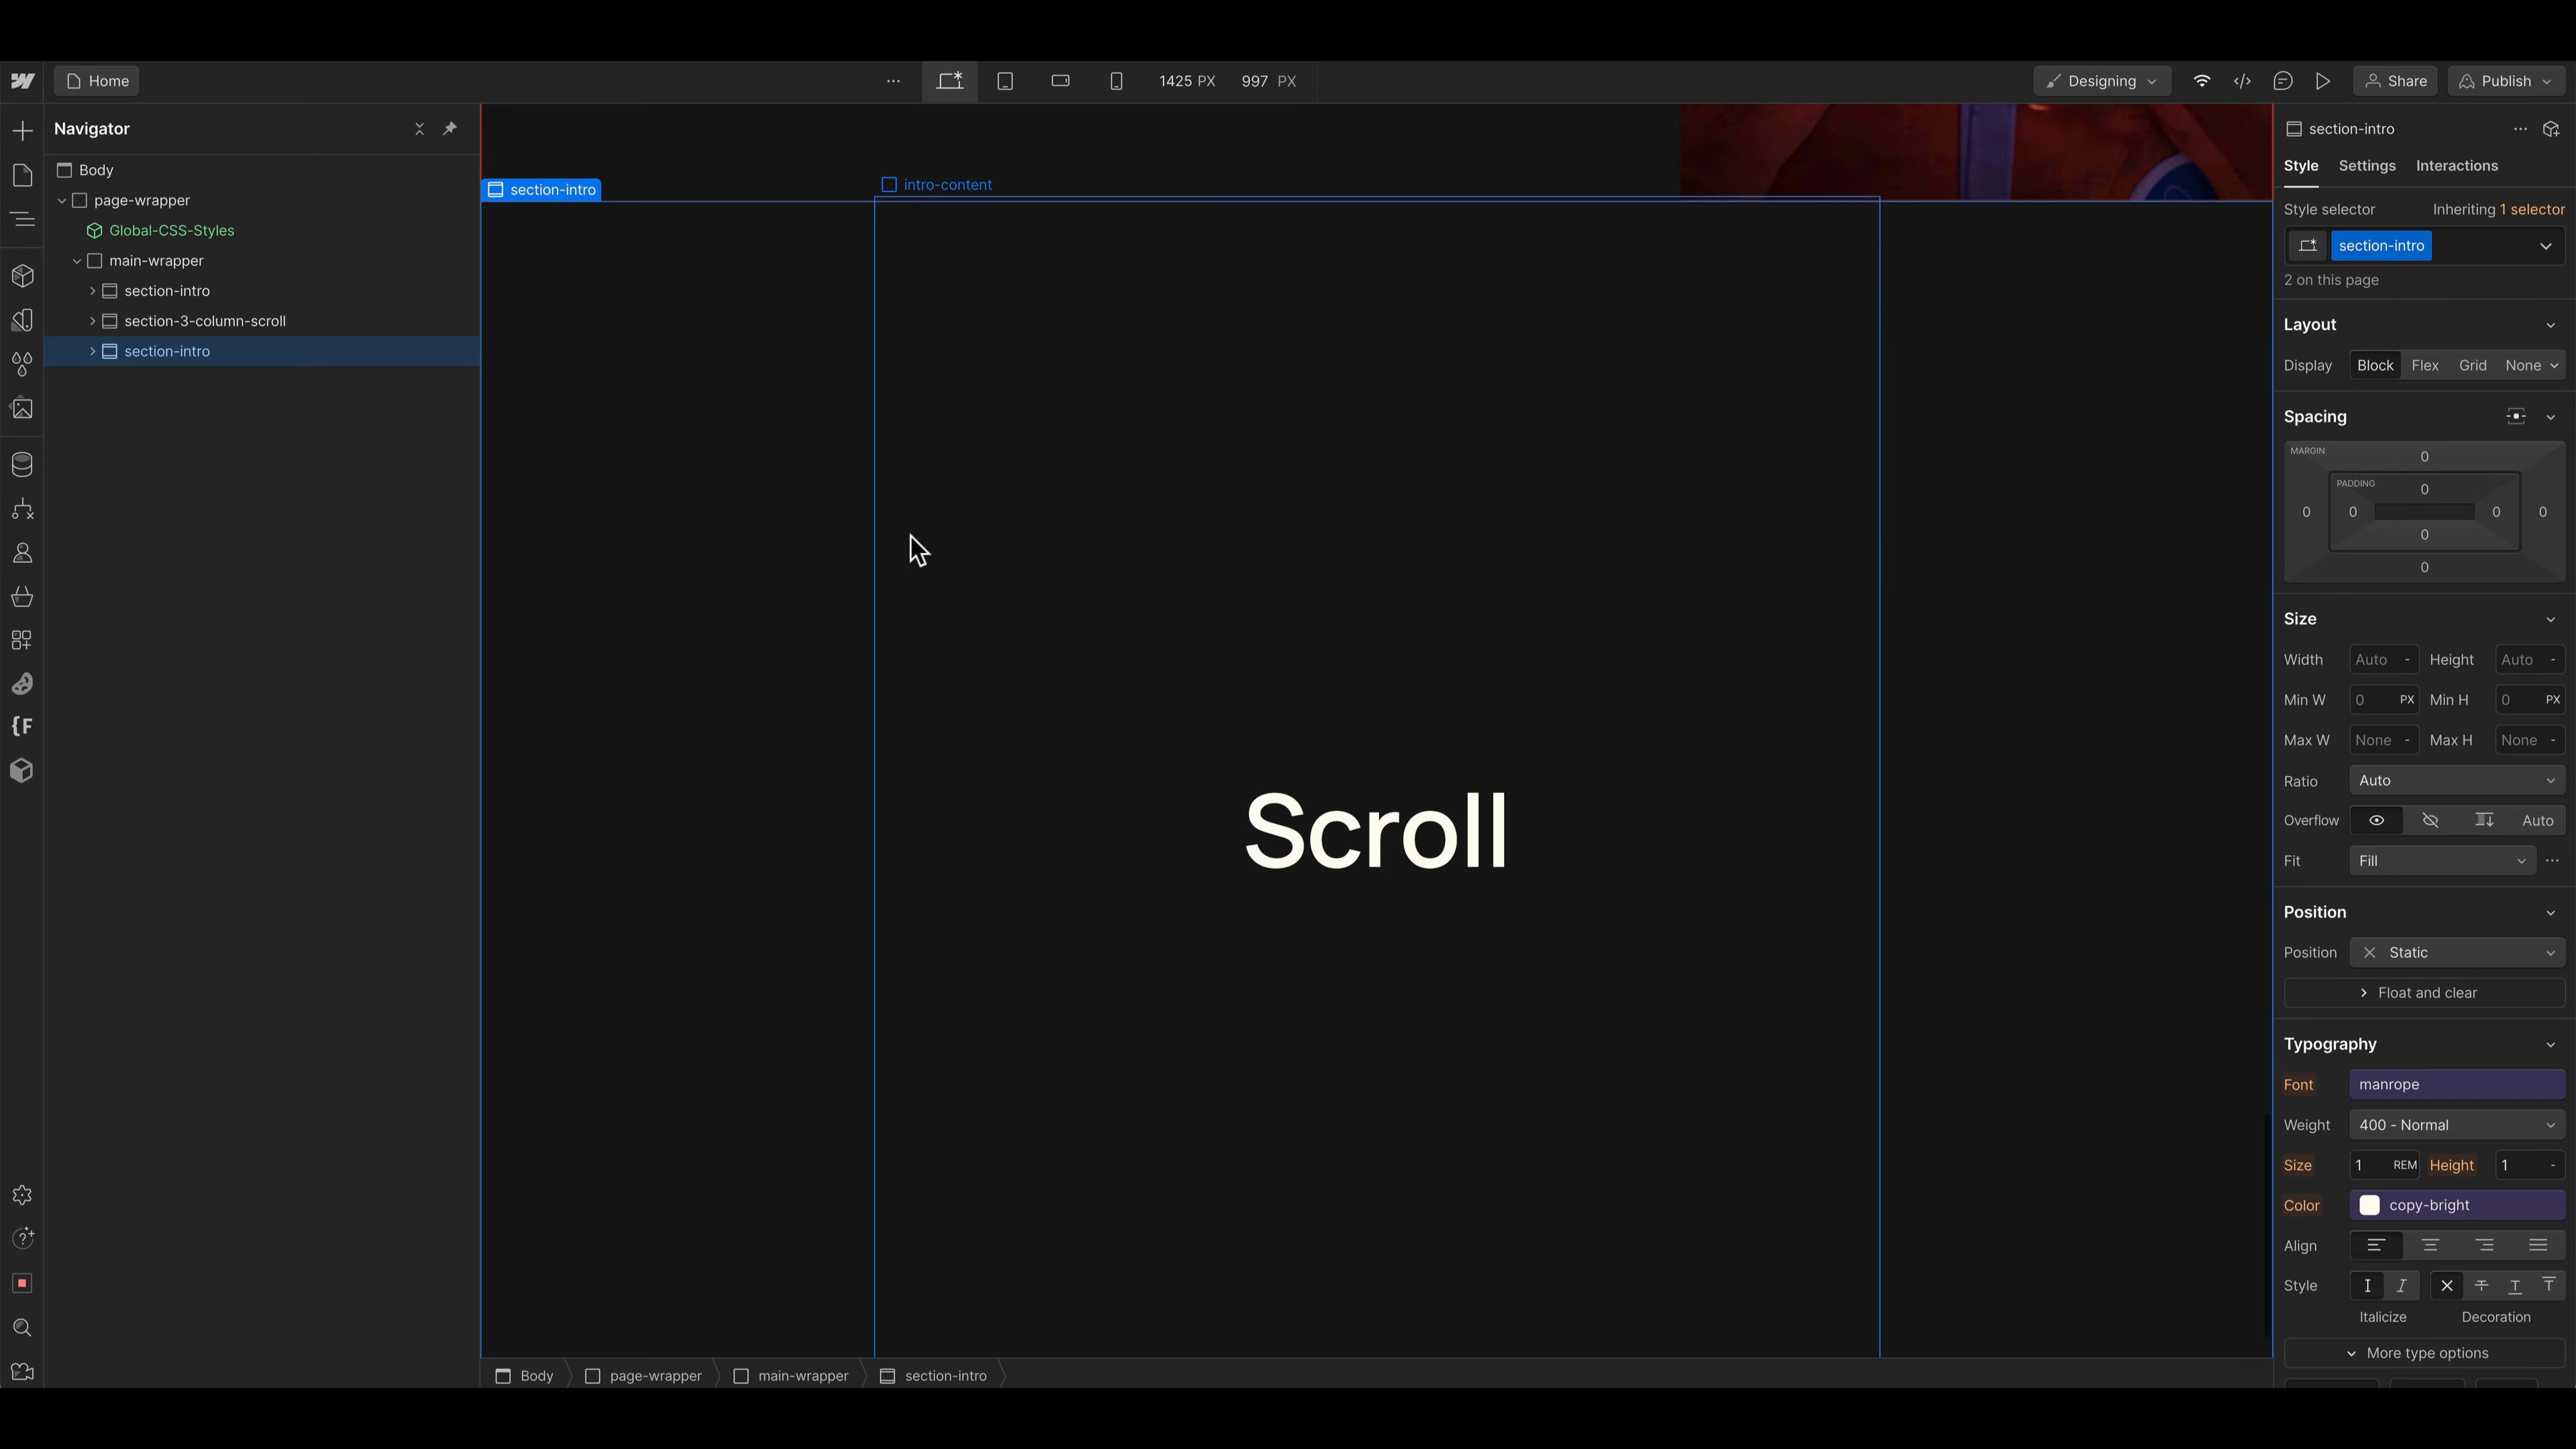 Home
1425 PX 997 PX
Designing
Share
Publish
Navigator
Body
page-wrapper
Global-CSS-Styles
main-wrapper
section-intro
section-3-column-scroll
section-intro
section-intro
intro-content
Scroll
Body
page-wrapper
main-wrapper
section-intro
section-intro
Style Settings Interactions
Style selector Inheriting 1 selector
section-intro
2 on this page
Layout
Display Block Flex Grid None
Spacing
MARGIN
0
PADDING
0
0 0 0 0
0
0
Size
Width Auto - Height Auto -
Min W 0 PX Min H 0 PX
Max W None - Max H None -
Ratio Auto
Overflow Auto
Fit Fill
Position
Position Static
Float and clear
Typography
Font manrope
Weight 400 - Normal
Size 1 REM Height 1 -
Color copy-bright
Align
Style
Italicize Decoration
More type options